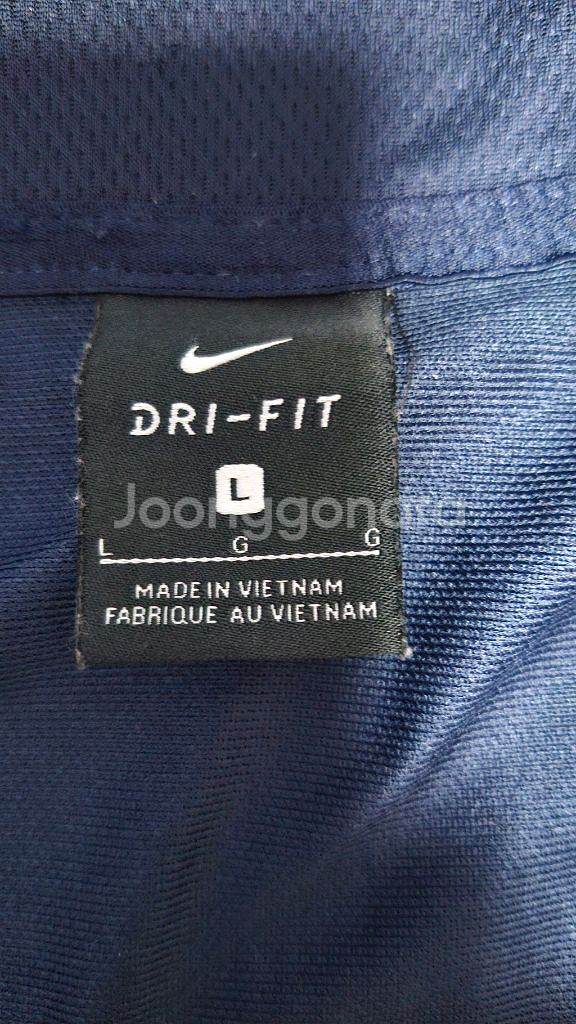 DRI-FIT
L
Joonggonara
L G G
MADE IN VIETNAM
FABRIQUE AU VIETNAM